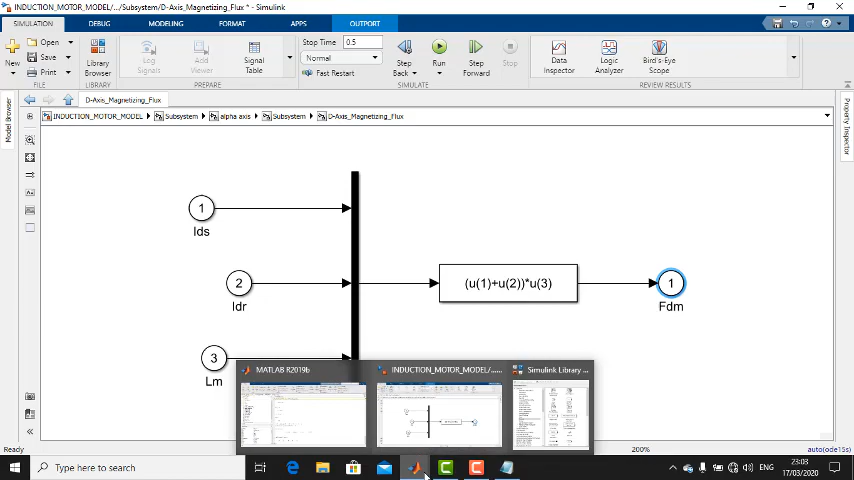 INDUCTION_MOTOR_MODEL/.../Subsystem/D-Axis_Magnetizing_Flux * - Simulink
SIMULATION DEBUG MODELING FORMAT APPS OUTPORT
New
Open
Save
Print
FILE
Library Browser
LIBRARY
Log Signals
Add Viewer
Signal Table
PREPARE
Stop Time 0.5
Normal
Fast Restart
Step Back
Run
Step Forward
Stop
SIMULATE
Data Inspector
Logic Analyzer
Bird's-Eye Scope
REVIEW RESULTS
D-Axis_Magnetizing_Flux
INDUCTION_MOTOR_MODEL Subsystem alpha axis Subsystem D-Axis_Magnetizing_Flux
Model Browser
Property Inspector
1
Ids
2
Idr
3
Lm
(u(1)+u(2))*u(3)
1
Fdm
MATLAB R2019b
INDUCTION_MOTOR_MODEL/...
Simulink Library ...
Ready
200%
auto(ode15s)
Type here to search
ENG
23:03
17/03/2020